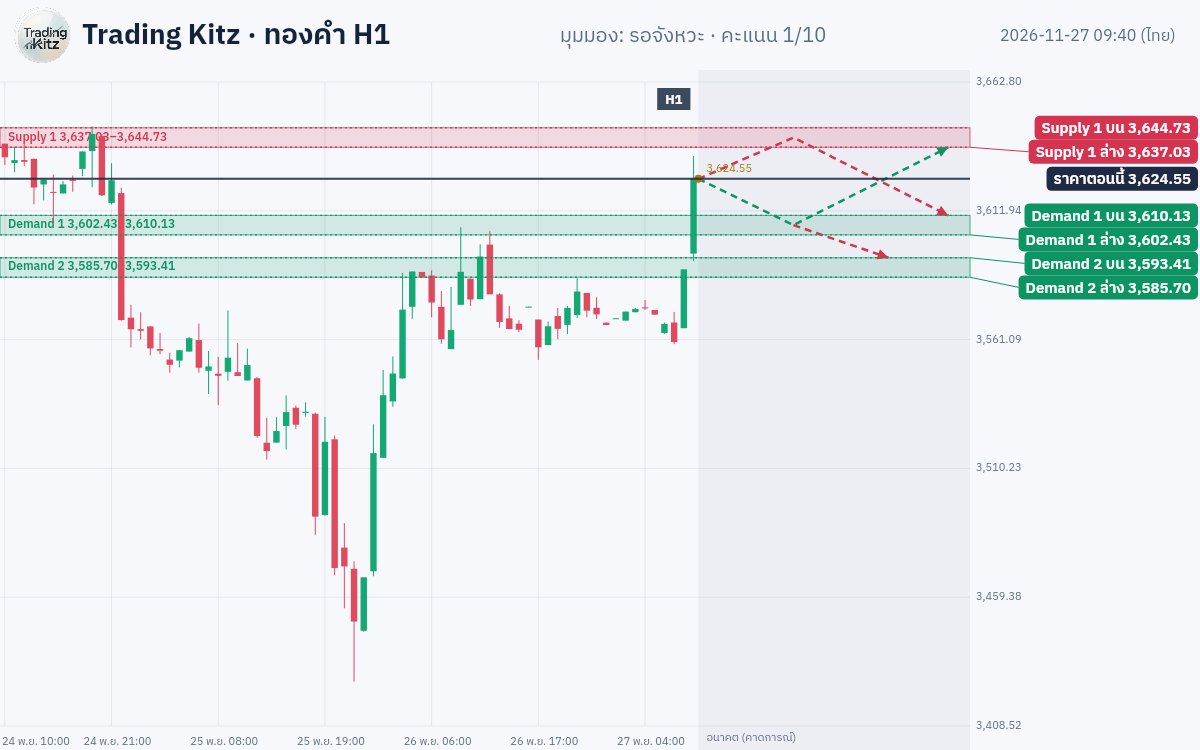 Trading Kitz
Trading Kitz · ทองคำ H1
มุมมอง: รอจังหวะ · คะแนน 1/10
2026-11-27 09:40 (ไทย)
3,662.80
H1
Supply 1 3,637.03–3,644.73
Supply 1 บน 3,644.73
Supply 1 ล่าง 3,637.03
3,624.55
ราคาตอนนี้ 3,624.55
3,611.94
Demand 1 3,602.43–3,610.13
Demand 1 บน 3,610.13
Demand 1 ล่าง 3,602.43
Demand 2 3,585.70–3,593.41
Demand 2 บน 3,593.41
Demand 2 ล่าง 3,585.70
3,561.09
3,510.23
3,459.38
3,408.52
24 พ.ย. 10:00
24 พ.ย. 21:00
25 พ.ย. 08:00
25 พ.ย. 19:00
26 พ.ย. 06:00
26 พ.ย. 17:00
27 พ.ย. 04:00
อนาคต (คาดการณ์)